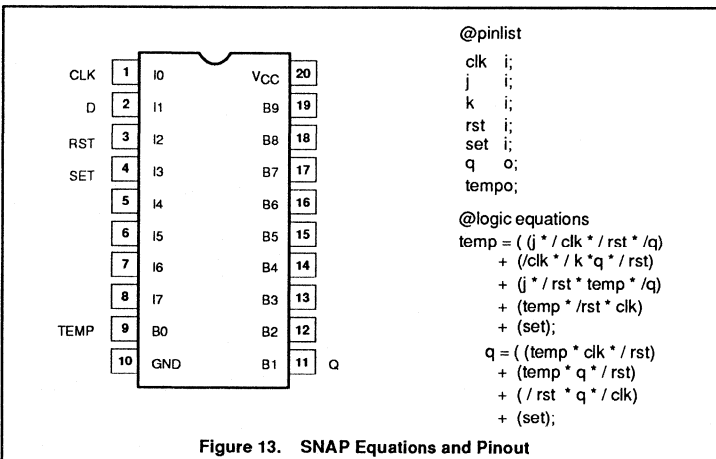 CLK 1 I0 VCC 20
D 2 I1 B9 19
RST 3 I2 B8 18
SET 4 I3 B7 17
5 I4 B6 16
6 I5 B5 15
7 I6 B4 14
8 I7 B3 13
TEMP 9 B0 B2 12
10 GND B1 11 Q
@pinlist
clk i;
j i;
k i;
rst i;
set i;
q o;
tempo;
@logic equations
temp = ( (j * / clk * / rst * /q)
+ (/clk * / k *q * / rst)
+ (j * / rst * temp * /q)
+ (temp * /rst * clk)
+ (set);
q = ( (temp * clk * / rst)
+ (temp * q * / rst)
+ ( / rst * q * / clk)
+ (set);
Figure 13. SNAP Equations and Pinout